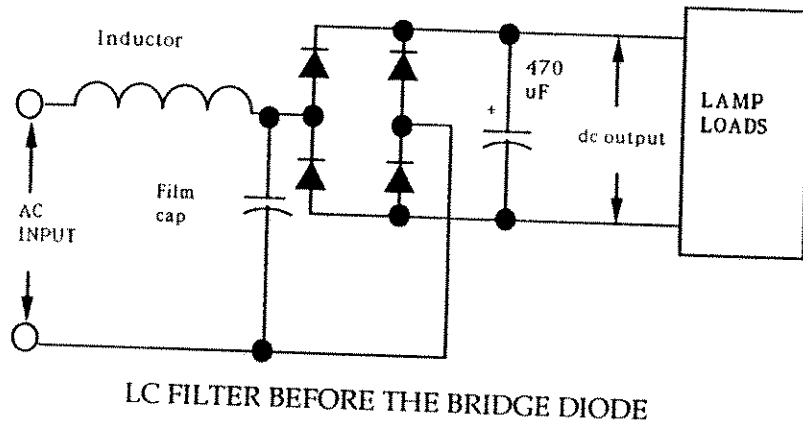 Inductor
470
uF
+
LAMP
LOADS
dc output
Film
cap
AC
INPUT
LC FILTER BEFORE THE BRIDGE DIODE